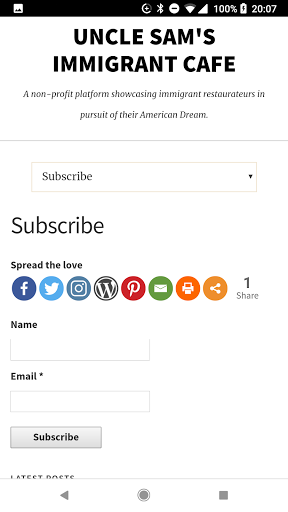 100% 20:07
UNCLE SAM'S
IMMIGRANT CAFE
A non-profit platform showcasing immigrant restaurateurs in
pursuit of their American Dream.
Subscribe
Subscribe
Spread the love
1
Share
Name
Email *
Subscribe
LATEST POSTS